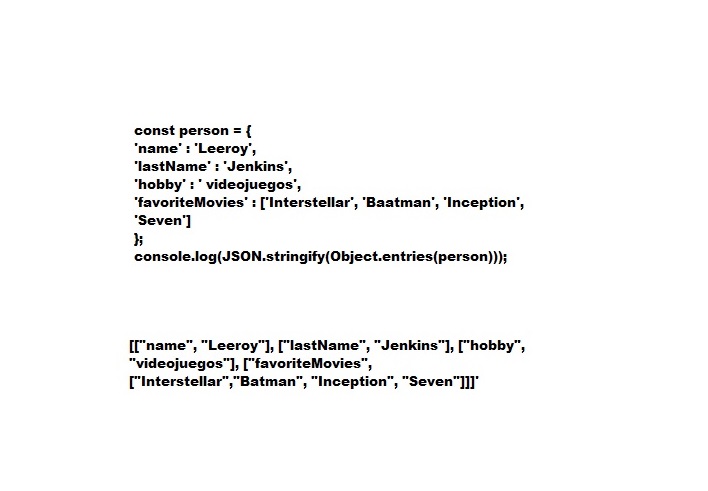 const person = {
'name' : 'Leeroy',
'lastName' : 'Jenkins',
'hobby' : ' videojuegos',
'favoriteMovies' : ['Interstellar', 'Baatman', 'Inception',
'Seven']
};
console.log(JSON.stringify(Object.entries(person)));
[["name", "Leeroy"], ["lastName", "Jenkins"], ["hobby",
"videojuegos"], ["favoriteMovies",
["Interstellar","Batman", "Inception", "Seven"]]]'